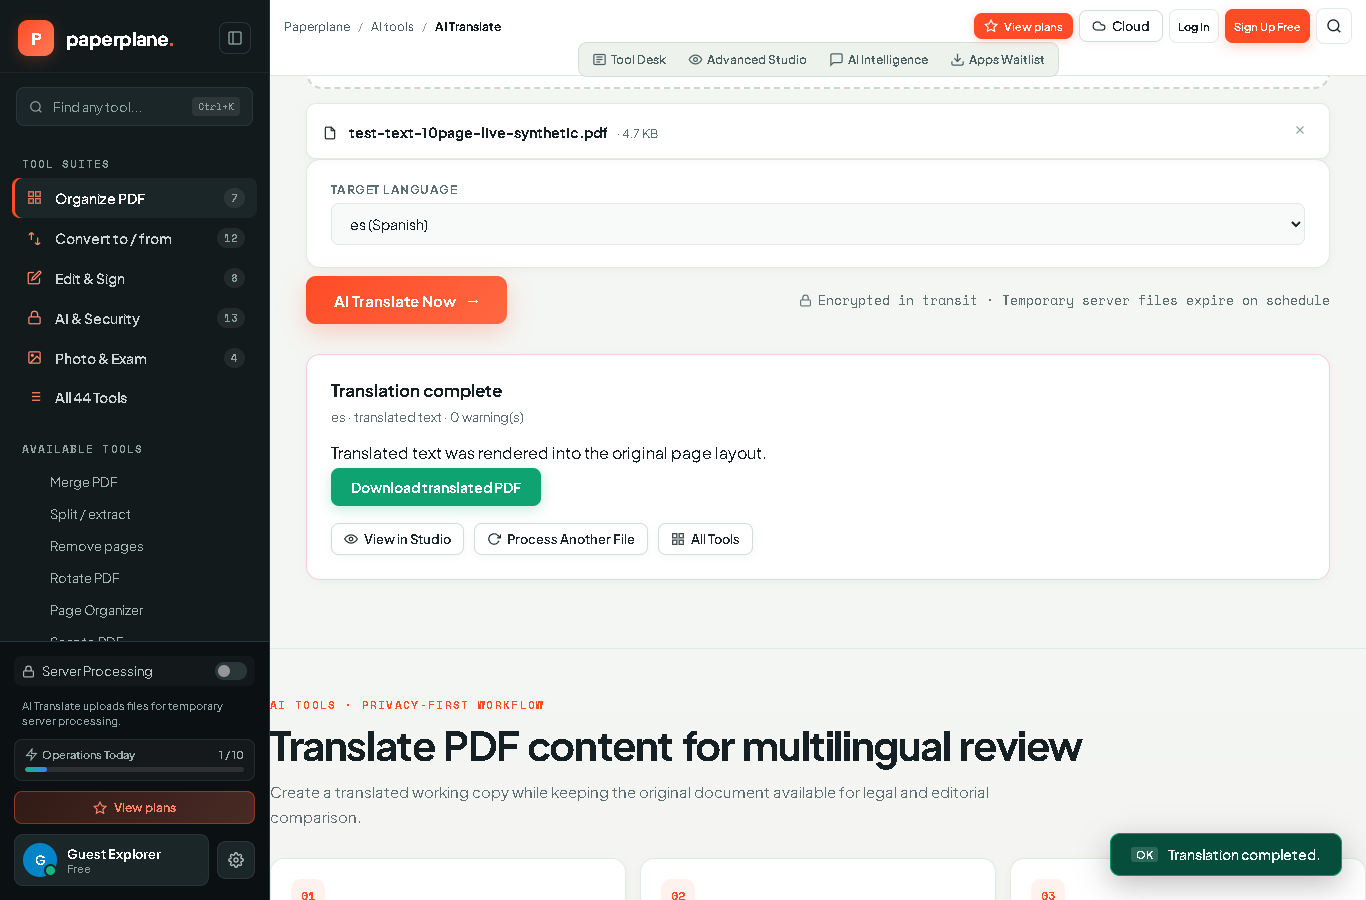 P paperplane.
Find any tool... Ctrl+K
TOOL SUITES
Organize PDF 7
Convert to / from 12
Edit & Sign 8
AI & Security 13
Photo & Exam 4
All 44 Tools
AVAILABLE TOOLS
Merge PDF
Split / extract
Remove pages
Rotate PDF
Page Organizer
Server Processing
AI Translate uploads files for temporary
server processing.
Operations Today 1 / 10
View plans
G Guest Explorer
Free
Paperplane / AI tools / AI Translate
View plans Cloud Log In Sign Up Free
Tool Desk Advanced Studio AI Intelligence Apps Waitlist
test-text-10page-live-synthetic.pdf · 4.7 KB ×
TARGET LANGUAGE
es (Spanish)
AI Translate Now →
Encrypted in transit · Temporary server files expire on schedule
Translation complete
es · translated text · 0 warning(s)
Translated text was rendered into the original page layout.
Download translated PDF
View in Studio Process Another File All Tools
AI TOOLS · PRIVACY-FIRST WORKFLOW
Translate PDF content for multilingual review
Create a translated working copy while keeping the original document available for legal and editorial
comparison.
01 02 03
OK Translation completed.